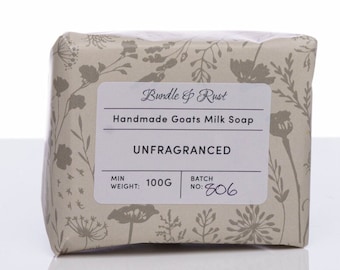 Bundle & Rust
Handmade Goats Milk Soap
UNFRAGRANCED
MIN WEIGHT: 100G
BATCH NO: 806